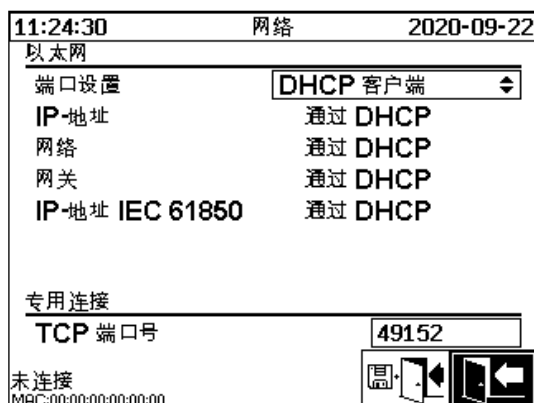 11:24:30 网络 2020-09-22
以太网
端口设置 DHCP 客户端
IP-地址 通过 DHCP
网络 通过 DHCP
网关 通过 DHCP
IP-地址 IEC 61850 通过 DHCP
专用连接
TCP 端口号 49152
未连接
MAC:00:00:00:00:00:00